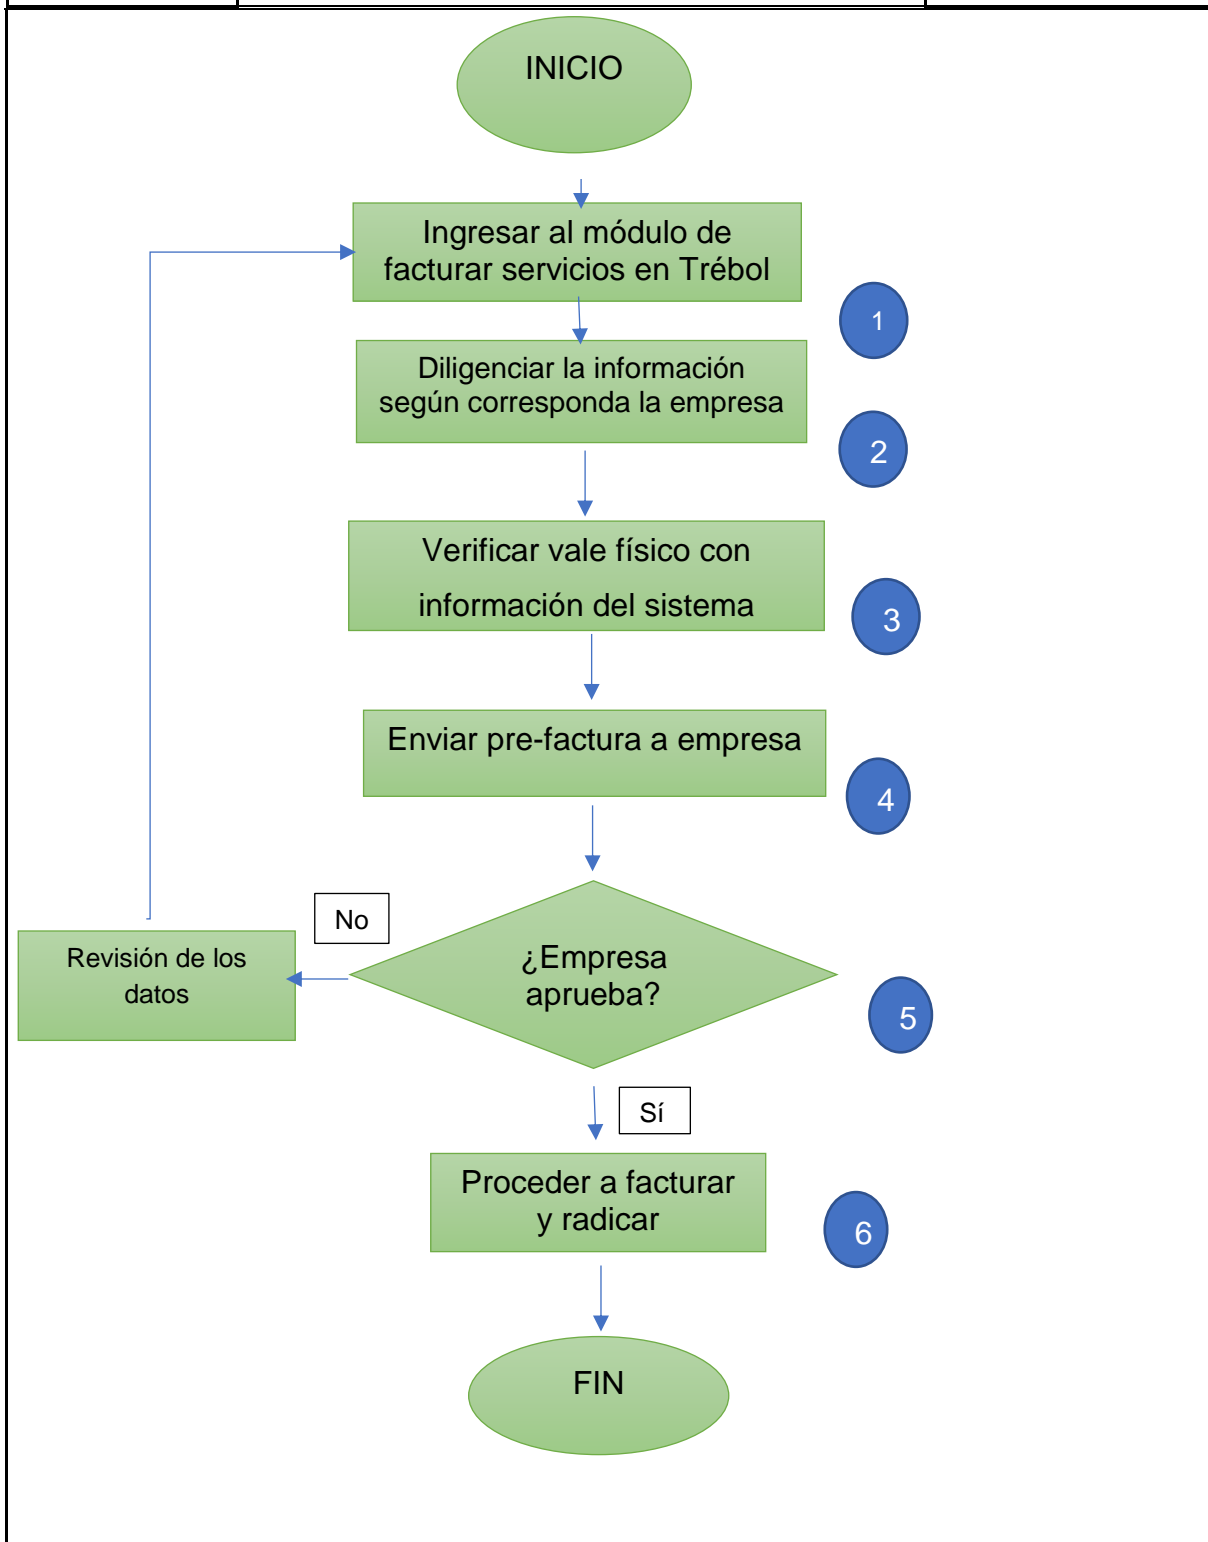 INICIO
Ingresar al módulo de
facturar servicios en Trébol
1
Diligenciar la información
según corresponda la empresa
2
Verificar vale físico con
información del sistema
3
Enviar pre-factura a empresa
4
No
Revisión de los
datos
¿Empresa
aprueba?
5
Sí
Proceder a facturar
y radicar
6
FIN